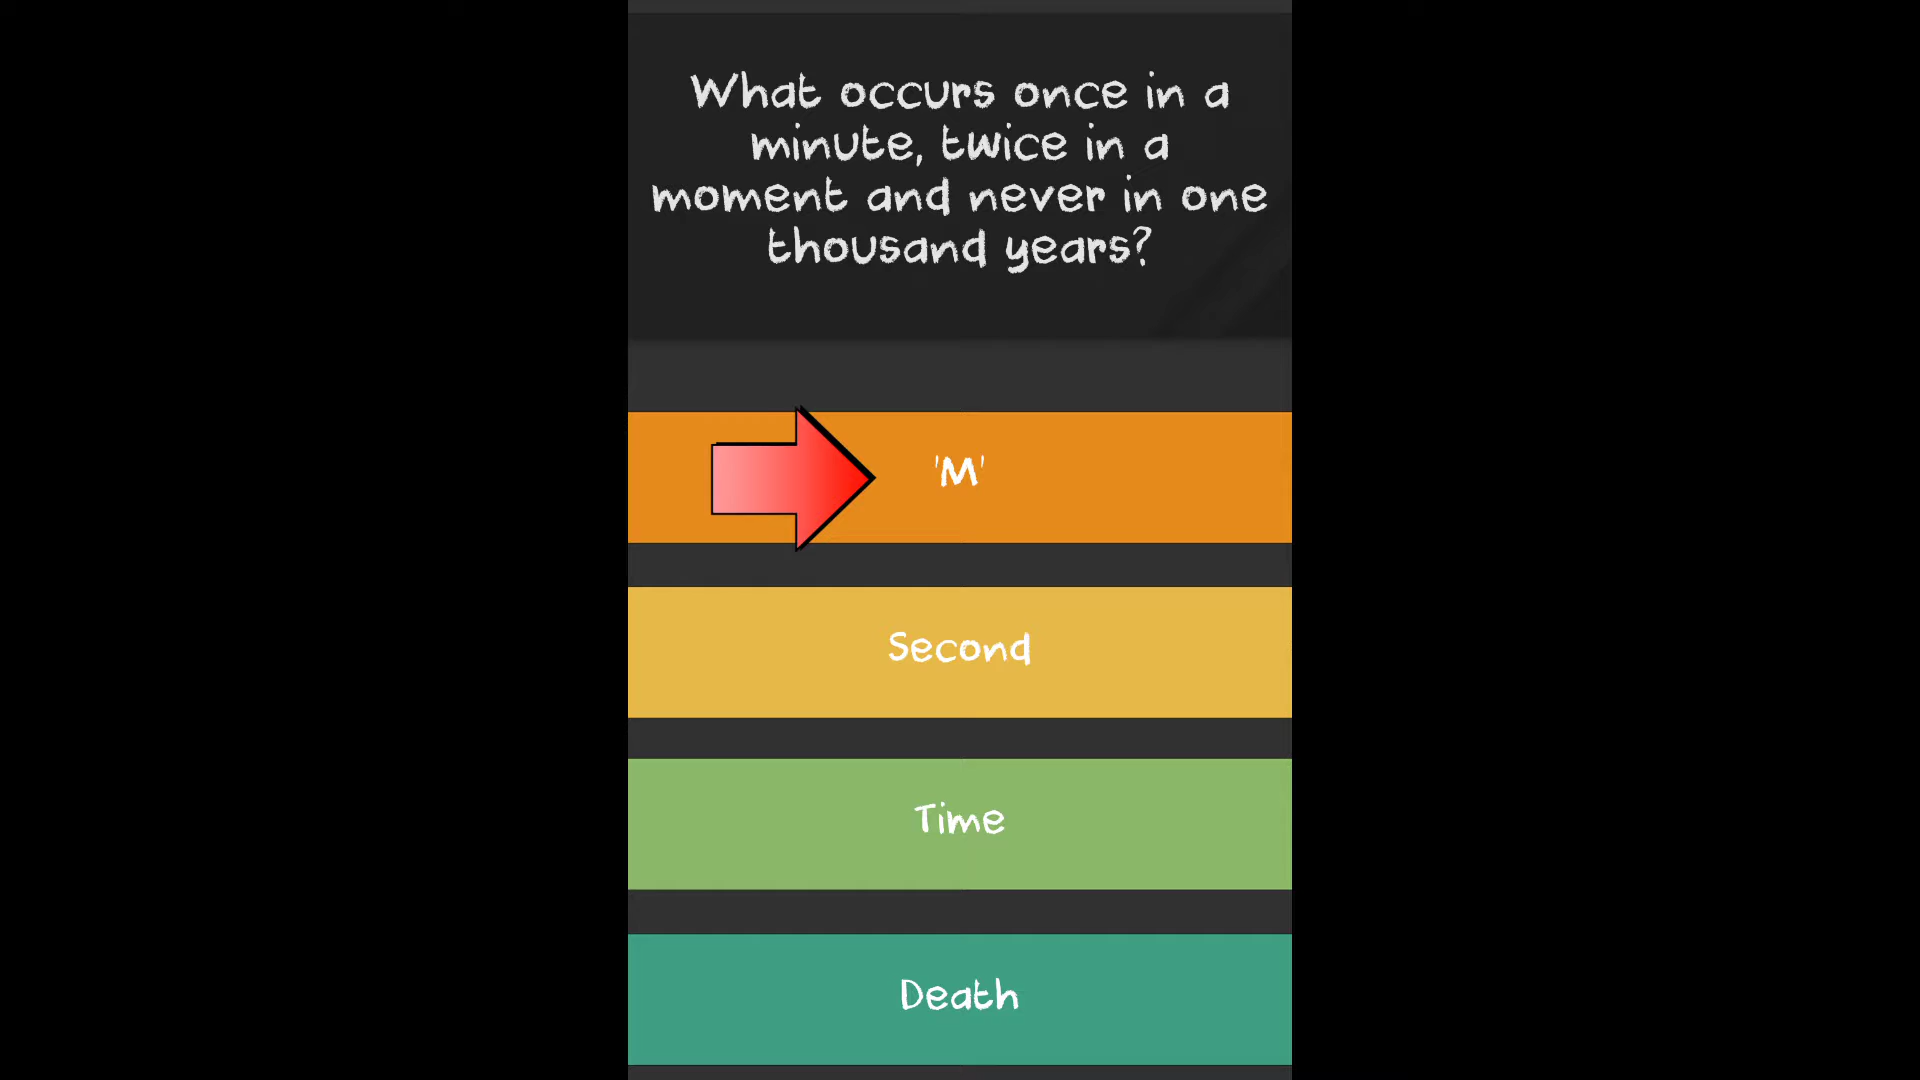 What occurs once in a
minute, twice in a
moment and never in one
thousand years?
'M'
Second
Time
Death